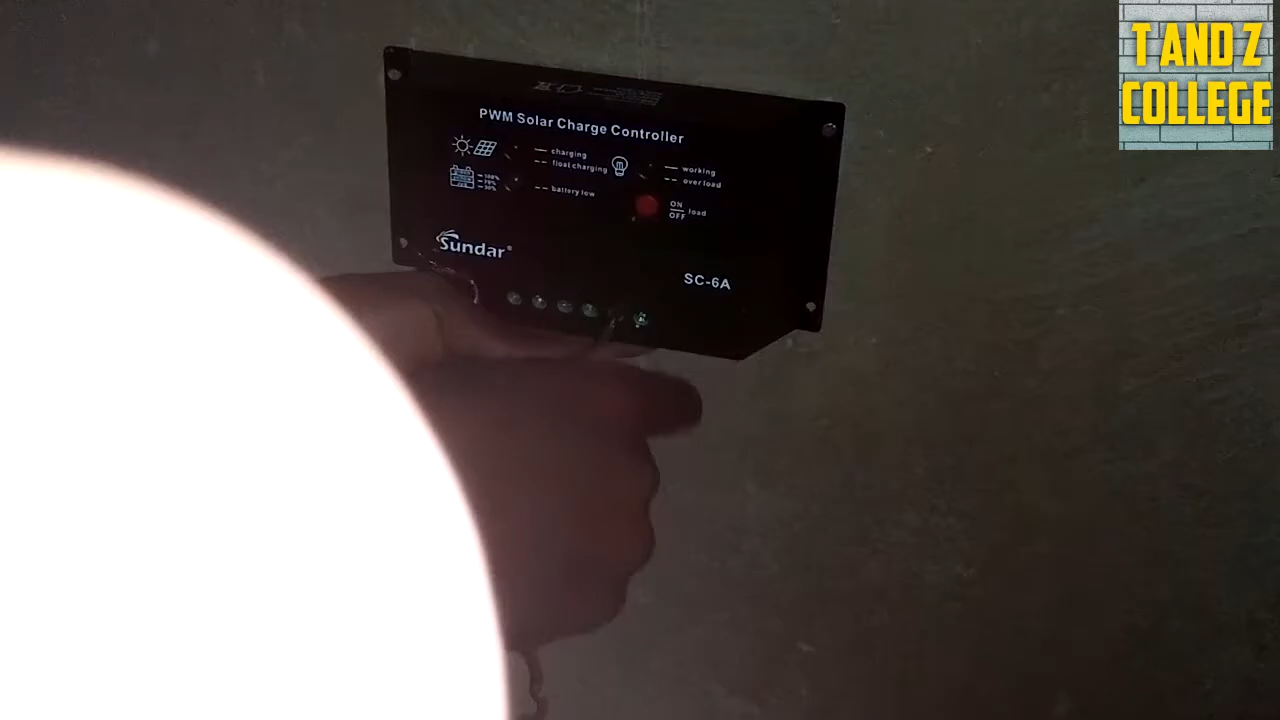 T AND Z
COLLEGE
PWM Solar Charge Controller
charging
float charging
working
over load
100%
battery low
ON
OFF
load
Sundar®
SC-6A